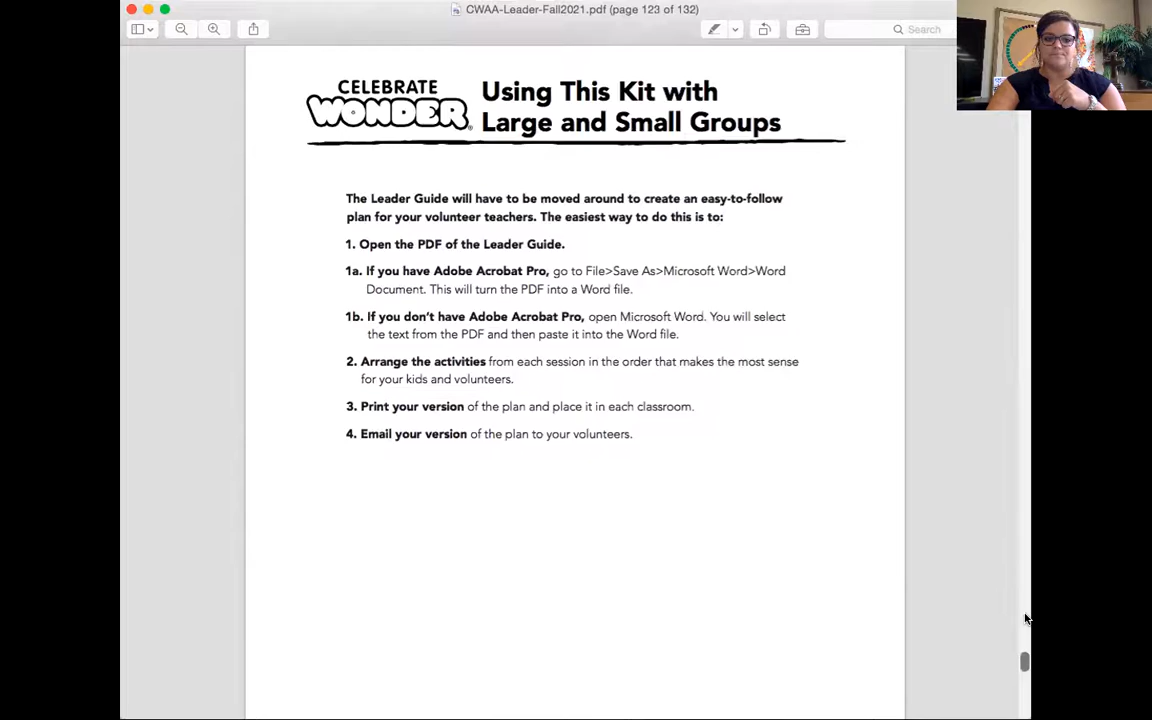 CWAA-Leader-Fall2021.pdf (page 123 of 132)
Search
CELEBRATE
WONDER®
Using This Kit with
Large and Small Groups
The Leader Guide will have to be moved around to create an easy-to-follow
plan for your volunteer teachers. The easiest way to do this is to:
1. Open the PDF of the Leader Guide.
1a. If you have Adobe Acrobat Pro, go to File>Save As>Microsoft Word>Word
Document. This will turn the PDF into a Word file.
1b. If you don’t have Adobe Acrobat Pro, open Microsoft Word. You will select
the text from the PDF and then paste it into the Word file.
2. Arrange the activities from each session in the order that makes the most sense
for your kids and volunteers.
3. Print your version of the plan and place it in each classroom.
4. Email your version of the plan to your volunteers.